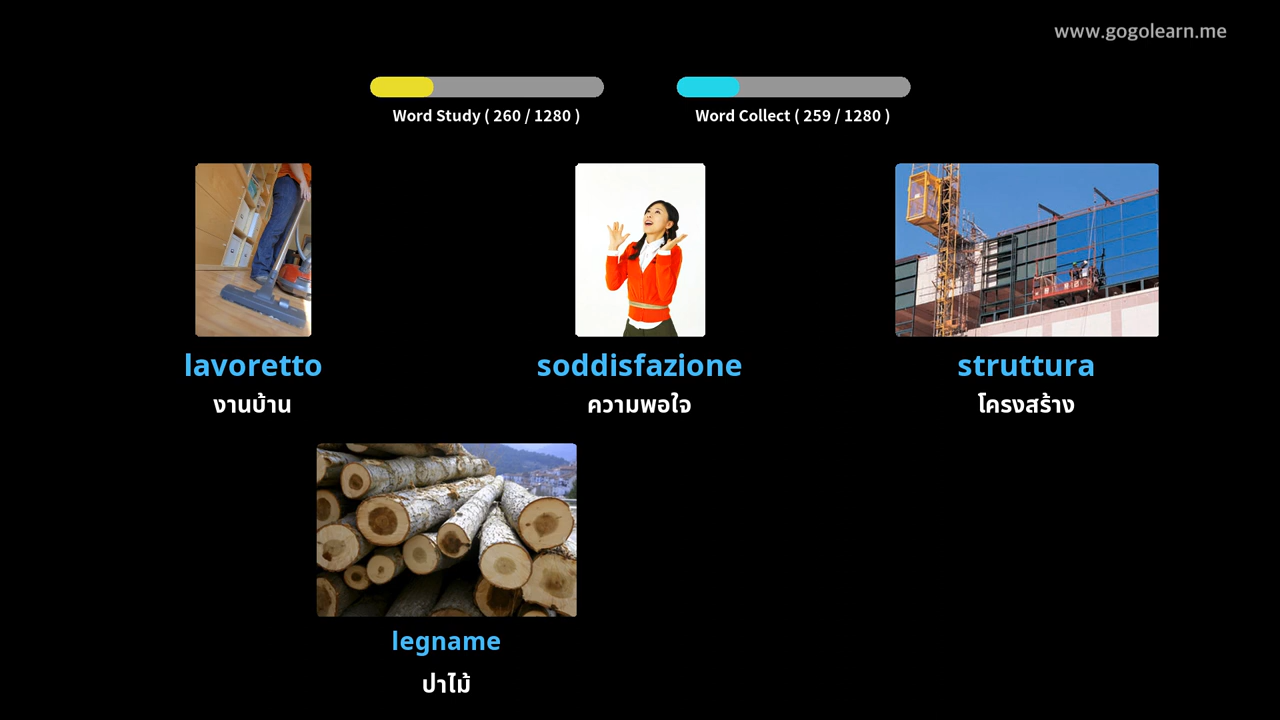 www.gogolearn.me
Word Study ( 260 / 1280 )
Word Collect ( 259 / 1280 )
lavoretto
งานบ้าน
soddisfazione
ความพอใจ
struttura
โครงสร้าง
legname
ปาไม้